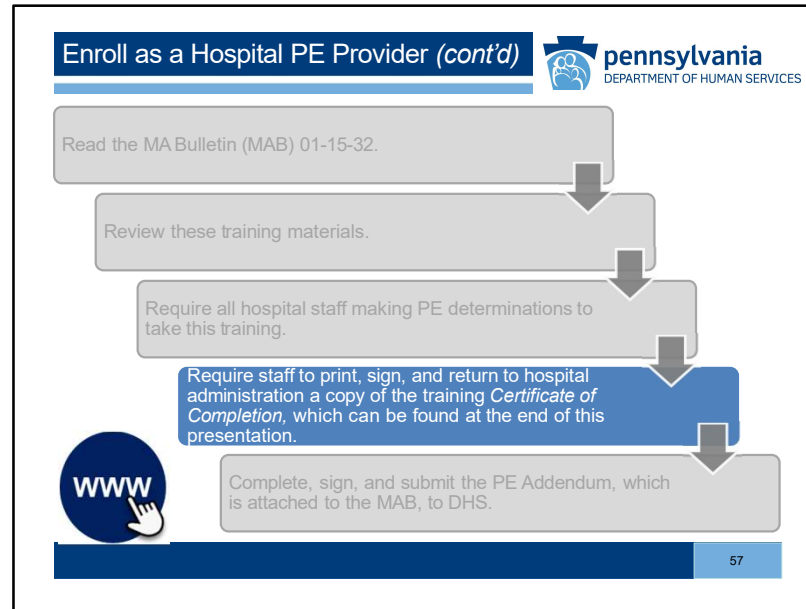 Enroll as a Hospital PE Provider (cont'd)
pennsylvania
DEPARTMENT OF HUMAN SERVICES
Read the MA Bulletin (MAB) 01-15-32.
Review these training materials.
Require all hospital staff making PE determinations to
take this training.
Require staff to print, sign, and return to hospital
administration a copy of the training Certificate of
Completion, which can be found at the end of this
presentation.
www
Complete, sign, and submit the PE Addendum, which
is attached to the MAB, to DHS.
57